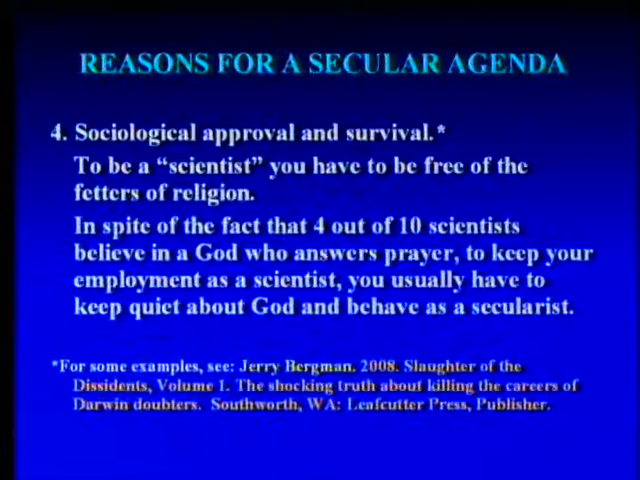 REASONS FOR A SECULAR AGENDA
4. Sociological approval and survival.*
To be a “scientist” you have to be free of the
fetters of religion.
In spite of the fact that 4 out of 10 scientists
believe in a God who answers prayer, to keep your
employment as a scientist, you usually have to
keep quiet about God and behave as a secularist.
*For some examples, see: Jerry Bergman. 2008. Slaughter of the
Dissidents, Volume I. The shocking truth about killing the careers of
Darwin doubters. Southworth, WA: Leafcutter Press, Publisher.